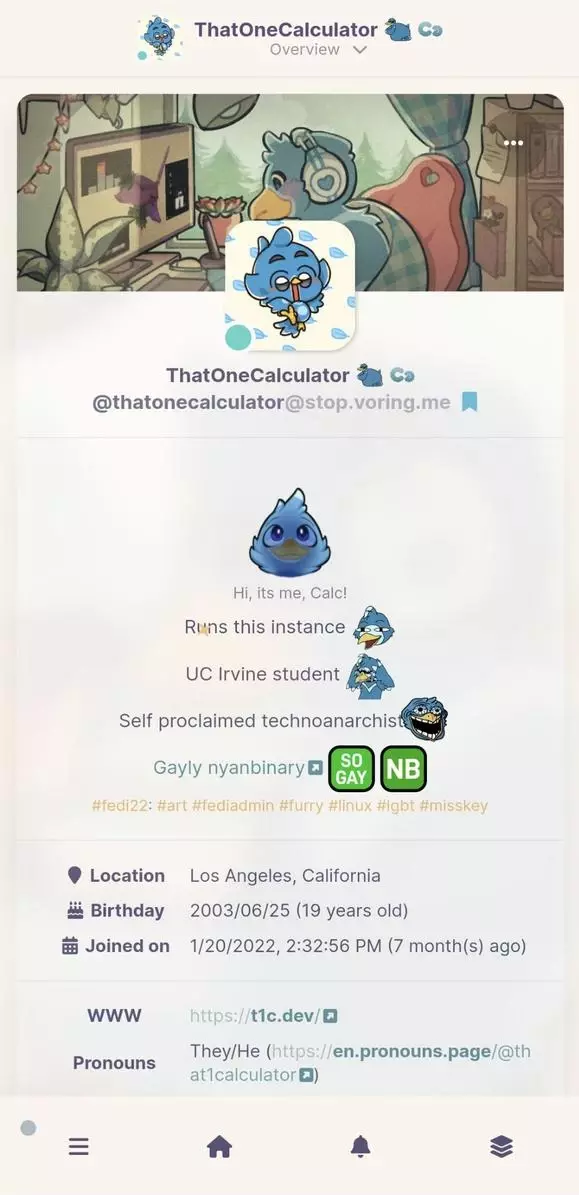 ThatOneCalculator
Overview
ThatOneCalculator
@thatonecalculator@stop.voring.me
Hi, its me, Calc!
Runs this instance
UC Irvine student
Self proclaimed technoanarchist
Gayly nyanbinary SO GAY NB
#fedi22: #art #fediadmin #furry #linux #lgbt #misskey
Location Los Angeles, California
Birthday 2003/06/25 (19 years old)
Joined on 1/20/2022, 2:32:56 PM (7 month(s) ago)
WWW https://t1c.dev/
Pronouns They/He (https://en.pronouns.page/@th
at1calculator)